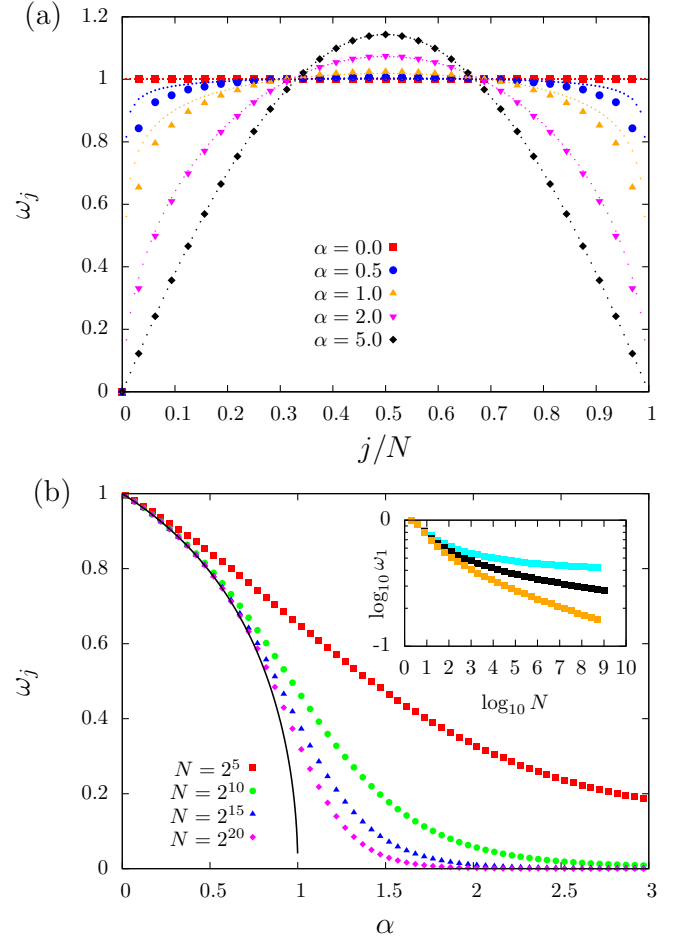 (a)
1.2
1
0.8
0.6
0.4
0.2
0
ω_j
α = 0.0
α = 0.5
α = 1.0
α = 2.0
α = 5.0
0 0.1 0.2 0.3 0.4 0.5 0.6 0.7 0.8 0.9 1
j/N
(b)
1
0.8
0.6
0.4
0.2
0
ω_j
N = 2^5
N = 2^10
N = 2^15
N = 2^20
0 0.5 1 1.5 2 2.5 3
α
0
-1
log_10 ω_1
0 1 2 3 4 5 6 7 8 9 10
log_10 N